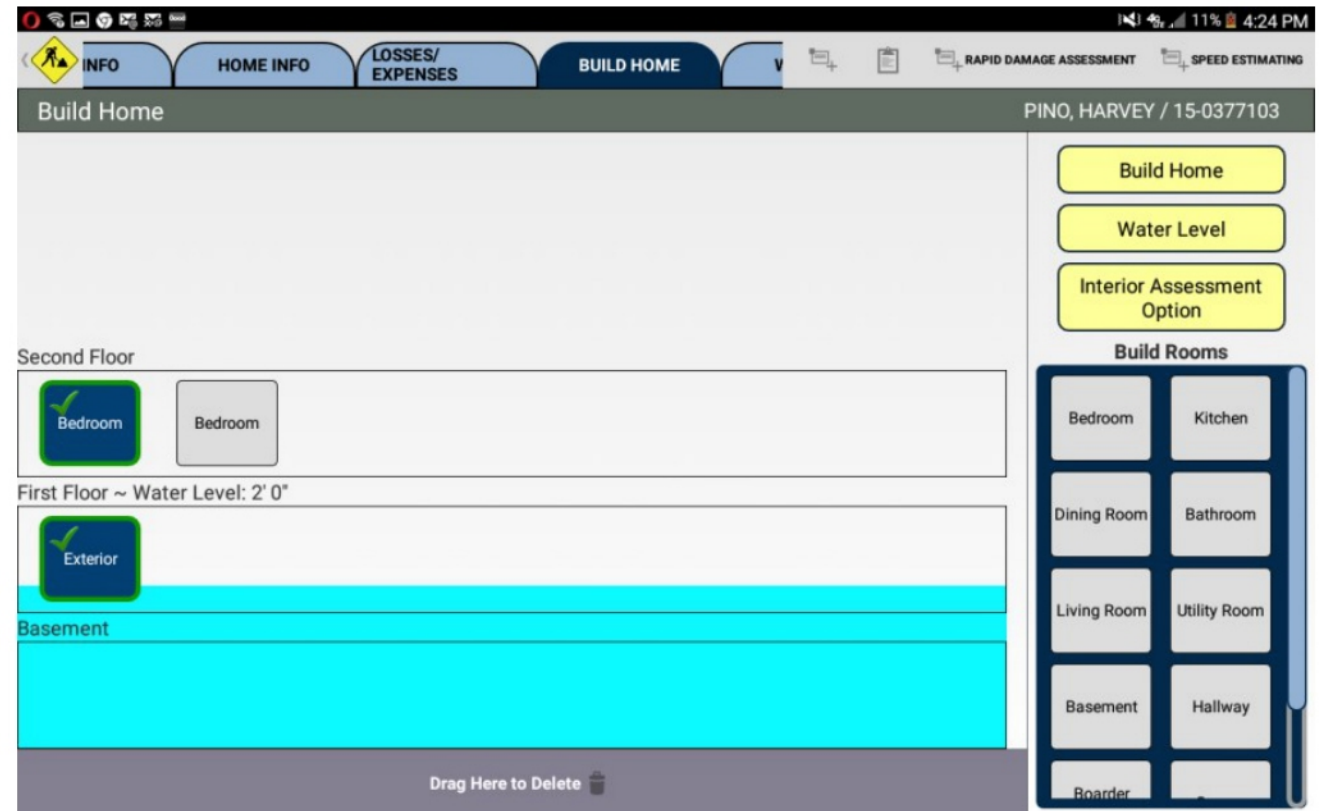 11% 4:24 PM
INFO
HOME INFO
LOSSES/
EXPENSES
BUILD HOME
RAPID DAMAGE ASSESSMENT
SPEED ESTIMATING
Build Home
PINO, HARVEY / 15-0377103
Build Home
Water Level
Interior Assessment
Option
Build Rooms
Second Floor
Bedroom
Bedroom
First Floor ~ Water Level: 2' 0"
Exterior
Basement
Drag Here to Delete
Bedroom
Kitchen
Dining Room
Bathroom
Living Room
Utility Room
Basement
Hallway
Boarder